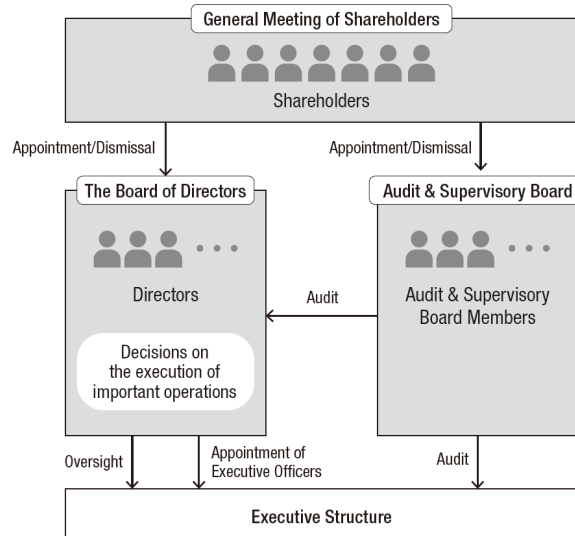 General Meeting of Shareholders
Shareholders
Appointment/Dismissal
Appointment/Dismissal
The Board of Directors
Audit & Supervisory Board
Directors
Audit & Supervisory
Board Members
Audit
Decisions on
the execution of
important operations
Oversight
Appointment of
Executive Officers
Audit
Executive Structure